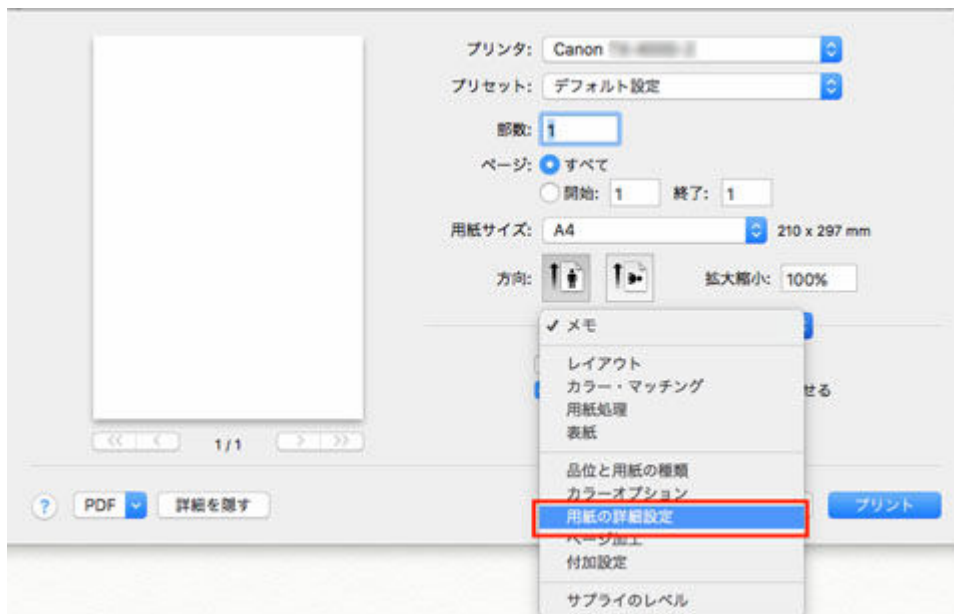 プリンタ: Canon
プリセット: デフォルト設定
部数: 1
ページ: すべて
開始: 1 終了: 1
用紙サイズ: A4 210 x 297 mm
方向: 拡大縮小: 100%
✓ メモ
レイアウト
カラー・マッチング
せる
用紙処理
表紙
<< < 1 / 1 > >>
品位と用紙の種類
カラーオプション
? PDF 詳細を隠す プリント
用紙の詳細設定
ページ加工
付加設定
サプライのレベル